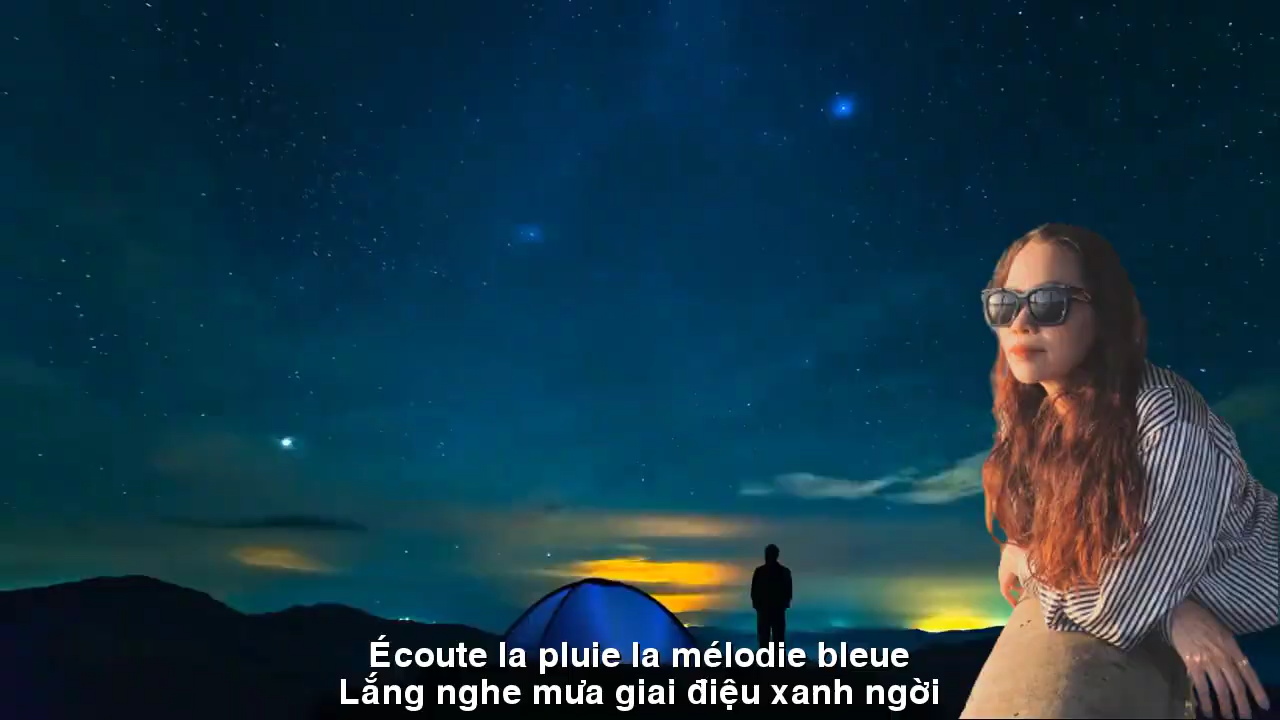 Écoute la pluie la mélodie bleue
Lắng nghe mưa giai điệu xanh ngời